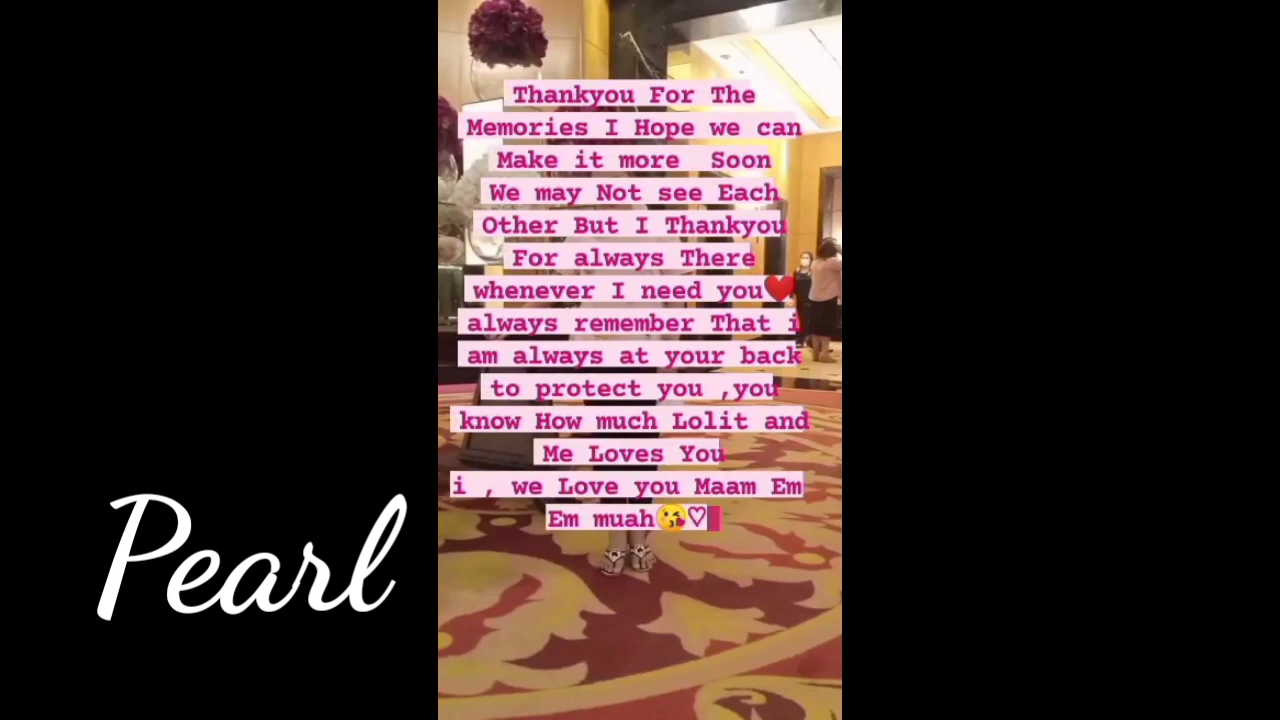 Thankyou For The
Memories I Hope we can
Make it more  Soon
We may Not see Each
Other But I Thankyou
For always There
whenever I need you❤️
always remember That i
am always at your back
to protect you ,you
know How much Lolit and
Me Loves You
i , we Love you Maam Em
Em muah😘♡
Pearl